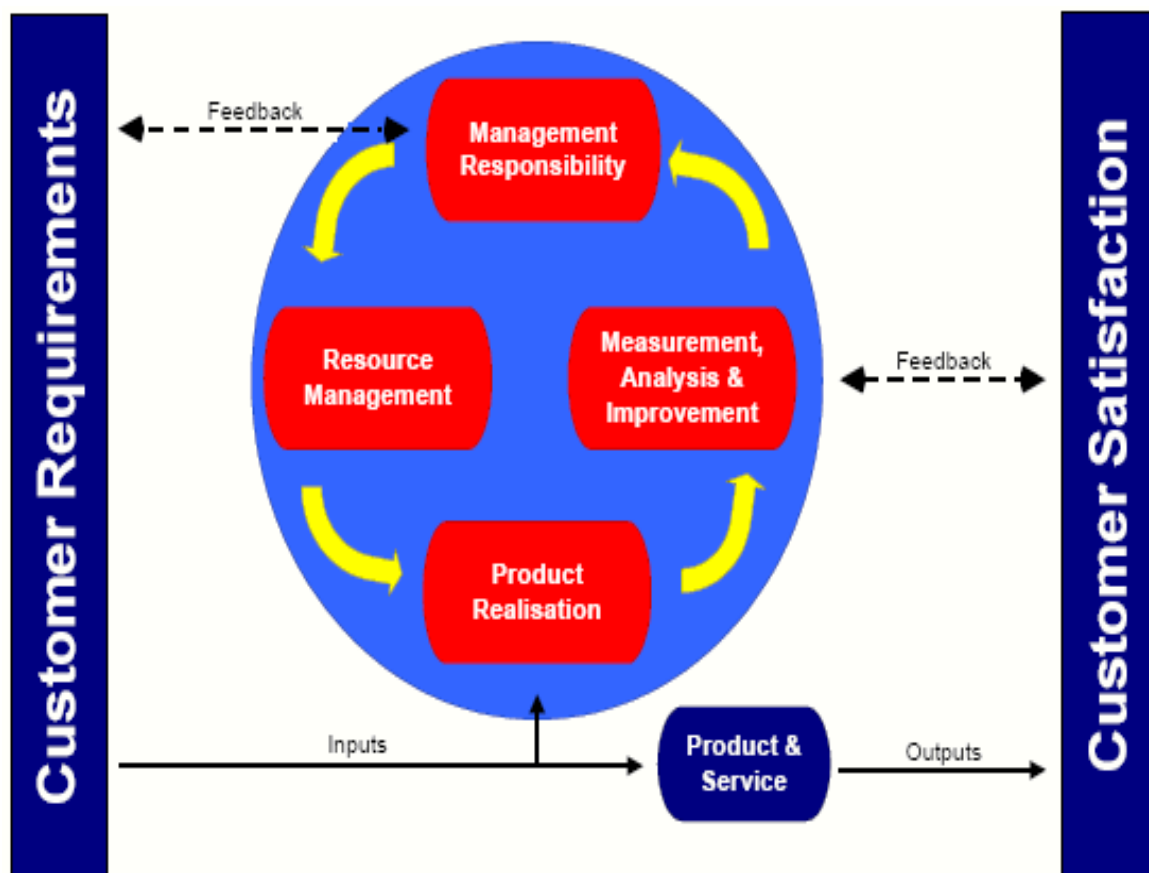 Customer Requirements
Feedback
Management
Responsibility
Resource
Management
Measurement,
Analysis &
Improvement
Feedback
Product
Realisation
Inputs
Product &
Service
Outputs
Customer Satisfaction